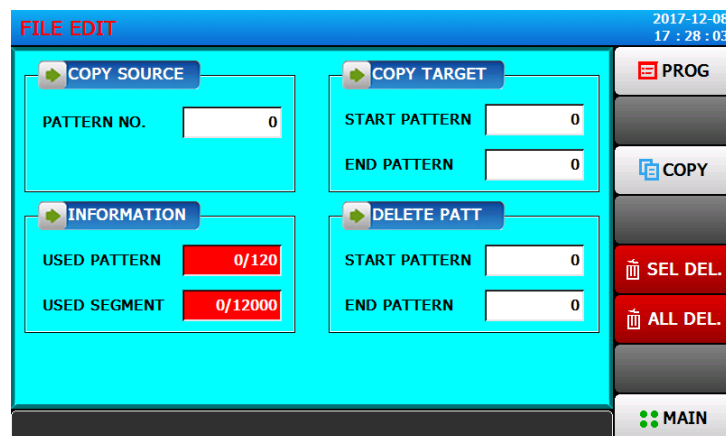 FILE EDIT
2017-12-08
17 : 28 : 03
COPY SOURCE
PATTERN NO. 0
COPY TARGET
START PATTERN 0
END PATTERN 0
INFORMATION
USED PATTERN 0/120
USED SEGMENT 0/12000
DELETE PATT
START PATTERN 0
END PATTERN 0
PROG
COPY
SEL DEL.
ALL DEL.
MAIN